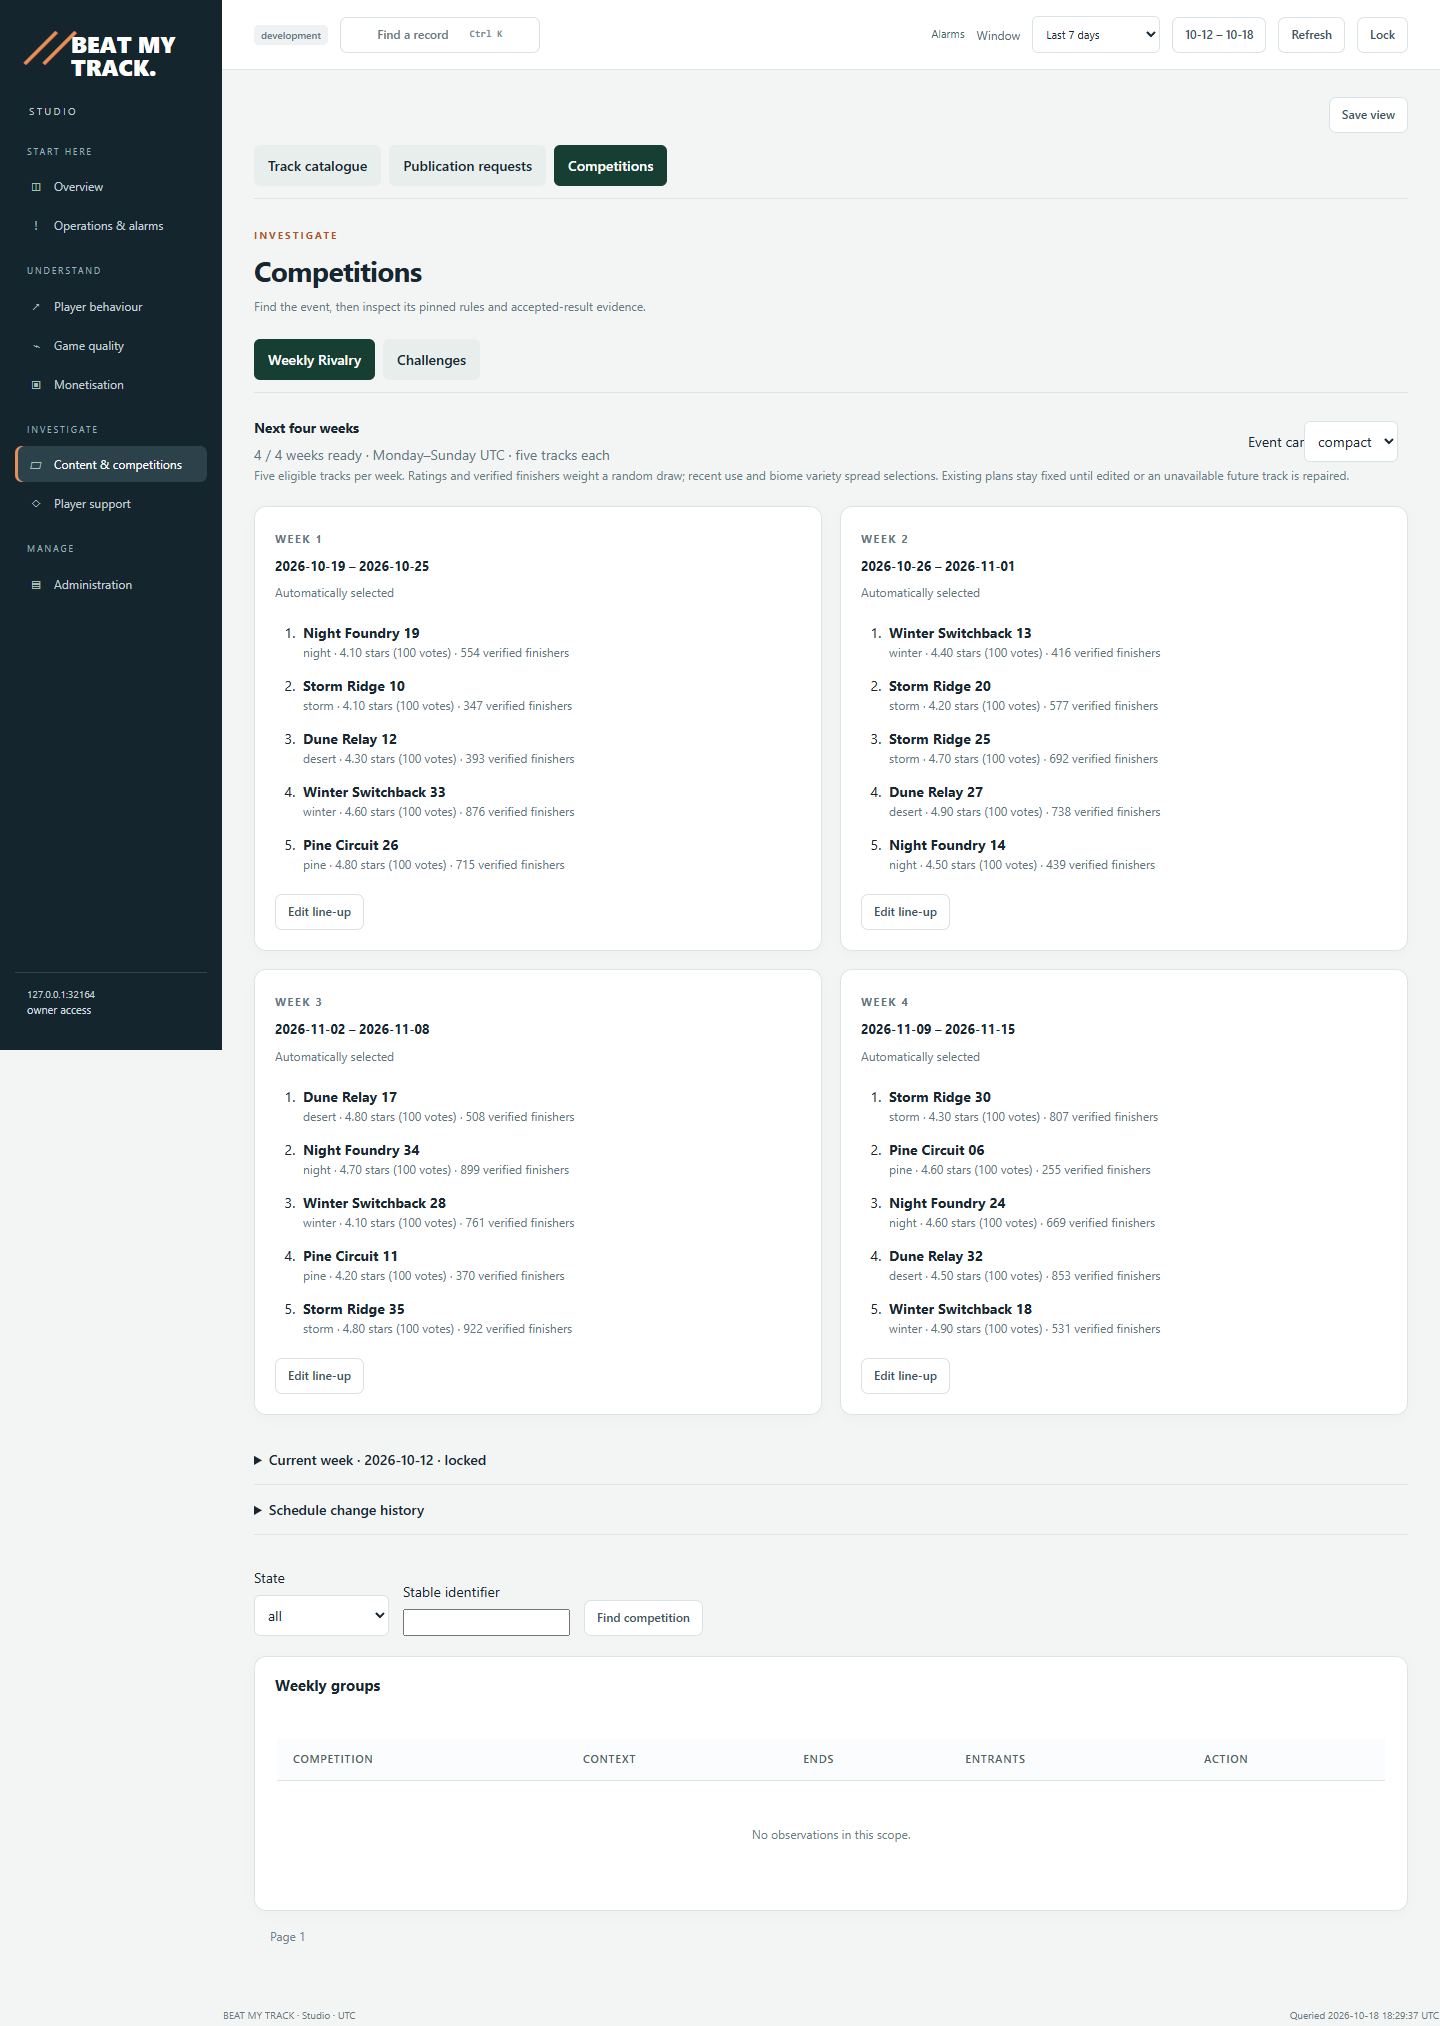 BEAT MY
TRACK.
STUDIO
START HERE
Overview
! Operations & alarms
UNDERSTAND
Player behaviour
Game quality
Monetisation
INVESTIGATE
Content & competitions
Player support
MANAGE
Administration
127.0.0.1:32164
owner access
development
Find a record Ctrl K
Alarms Window Last 7 days 10-12 – 10-18 Refresh Lock
Save view
Track catalogue Publication requests Competitions
INVESTIGATE
Competitions
Find the event, then inspect its pinned rules and accepted-result evidence.
Weekly Rivalry Challenges
Next four weeks
4 / 4 weeks ready · Monday–Sunday UTC · five tracks each
Event car compact
Five eligible tracks per week. Ratings and verified finishers weight a random draw; recent use and biome variety spread selections. Existing plans stay fixed until edited or an unavailable future track is repaired.
WEEK 1
2026-10-19 – 2026-10-25
Automatically selected
1. Night Foundry 19
night · 4.10 stars (100 votes) · 554 verified finishers
2. Storm Ridge 10
storm · 4.10 stars (100 votes) · 347 verified finishers
3. Dune Relay 12
desert · 4.30 stars (100 votes) · 393 verified finishers
4. Winter Switchback 33
winter · 4.60 stars (100 votes) · 876 verified finishers
5. Pine Circuit 26
pine · 4.80 stars (100 votes) · 715 verified finishers
Edit line-up
WEEK 2
2026-10-26 – 2026-11-01
Automatically selected
1. Winter Switchback 13
winter · 4.40 stars (100 votes) · 416 verified finishers
2. Storm Ridge 20
storm · 4.20 stars (100 votes) · 577 verified finishers
3. Storm Ridge 25
storm · 4.70 stars (100 votes) · 692 verified finishers
4. Dune Relay 27
desert · 4.90 stars (100 votes) · 738 verified finishers
5. Night Foundry 14
night · 4.50 stars (100 votes) · 439 verified finishers
Edit line-up
WEEK 3
2026-11-02 – 2026-11-08
Automatically selected
1. Dune Relay 17
desert · 4.80 stars (100 votes) · 508 verified finishers
2. Night Foundry 34
night · 4.70 stars (100 votes) · 899 verified finishers
3. Winter Switchback 28
winter · 4.10 stars (100 votes) · 761 verified finishers
4. Pine Circuit 11
pine · 4.20 stars (100 votes) · 370 verified finishers
5. Storm Ridge 35
storm · 4.80 stars (100 votes) · 922 verified finishers
Edit line-up
WEEK 4
2026-11-09 – 2026-11-15
Automatically selected
1. Storm Ridge 30
storm · 4.30 stars (100 votes) · 807 verified finishers
2. Pine Circuit 06
pine · 4.60 stars (100 votes) · 255 verified finishers
3. Night Foundry 24
night · 4.60 stars (100 votes) · 669 verified finishers
4. Dune Relay 32
desert · 4.50 stars (100 votes) · 853 verified finishers
5. Winter Switchback 18
winter · 4.90 stars (100 votes) · 531 verified finishers
Edit line-up
Current week · 2026-10-12 · locked
Schedule change history
State
all
Stable identifier
Find competition
Weekly groups
COMPETITION CONTEXT ENDS ENTRANTS ACTION
No observations in this scope.
Page 1
BEAT MY TRACK · Studio · UTC
Queried 2026-10-18 18:29:37 UTC